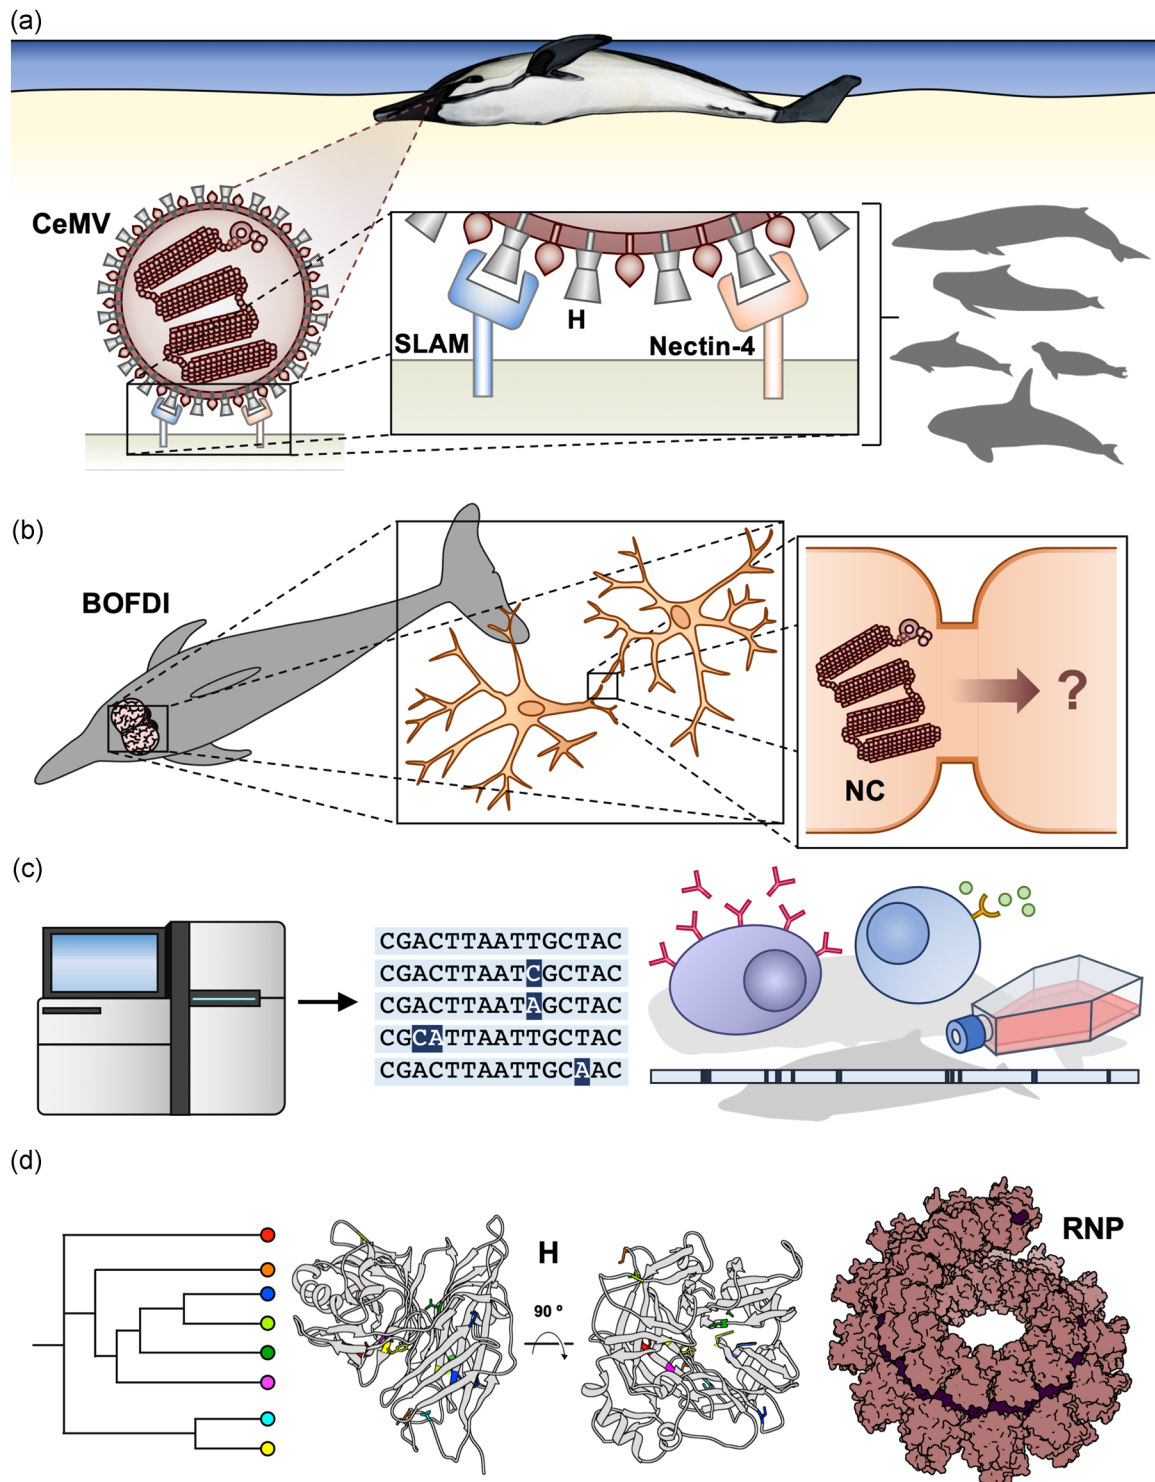 (a)
CeMV
SLAM
H
Nectin-4
(b)
BOFDI
NC
?
(c)
CGACTTAATTGCTAC
CGACTTAATCGCTAC
CGACTTAATAGCTAC
CGCATTAATTGCTAC
CGACTTAATTGCAAC
(d)
H
90 º
RNP